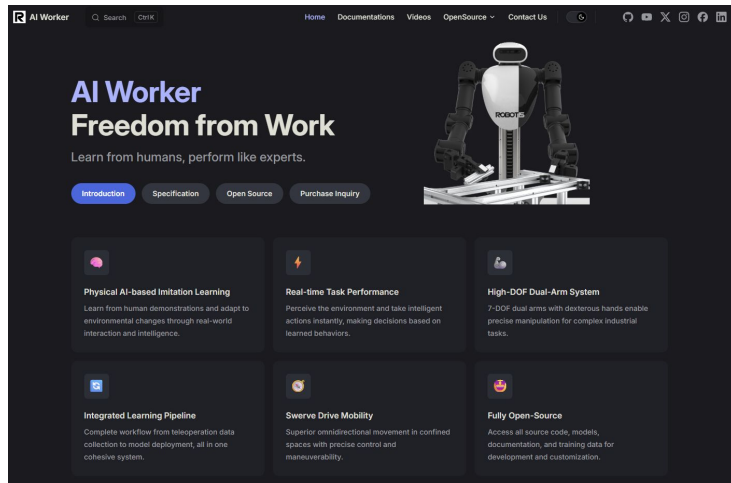 AI Worker
Search
Ctrl K
Home
Documentations
Videos
OpenSource
Contact Us
AI Worker
Freedom from Work
Learn from humans, perform like experts.
ROBOTIS
Introduction
Specification
Open Source
Purchase Inquiry
Physical AI-based Imitation Learning
Learn from human demonstrations and adapt to
environmental changes through real-world
interaction and intelligence.
Real-time Task Performance
Perceive the environment and take intelligent
actions instantly, making decisions based on
learned behaviors.
High-DOF Dual-Arm System
7-DOF dual arms with dexterous hands enable
precise manipulation for complex industrial
tasks.
Integrated Learning Pipeline
Complete workflow from teleoperation data
collection to model deployment, all in one
cohesive system.
Swerve Drive Mobility
Superior omnidirectional movement in confined
spaces with precise control and
maneuverability.
Fully Open-Source
Access all source code, models,
documentation, and training data for
development and customization.